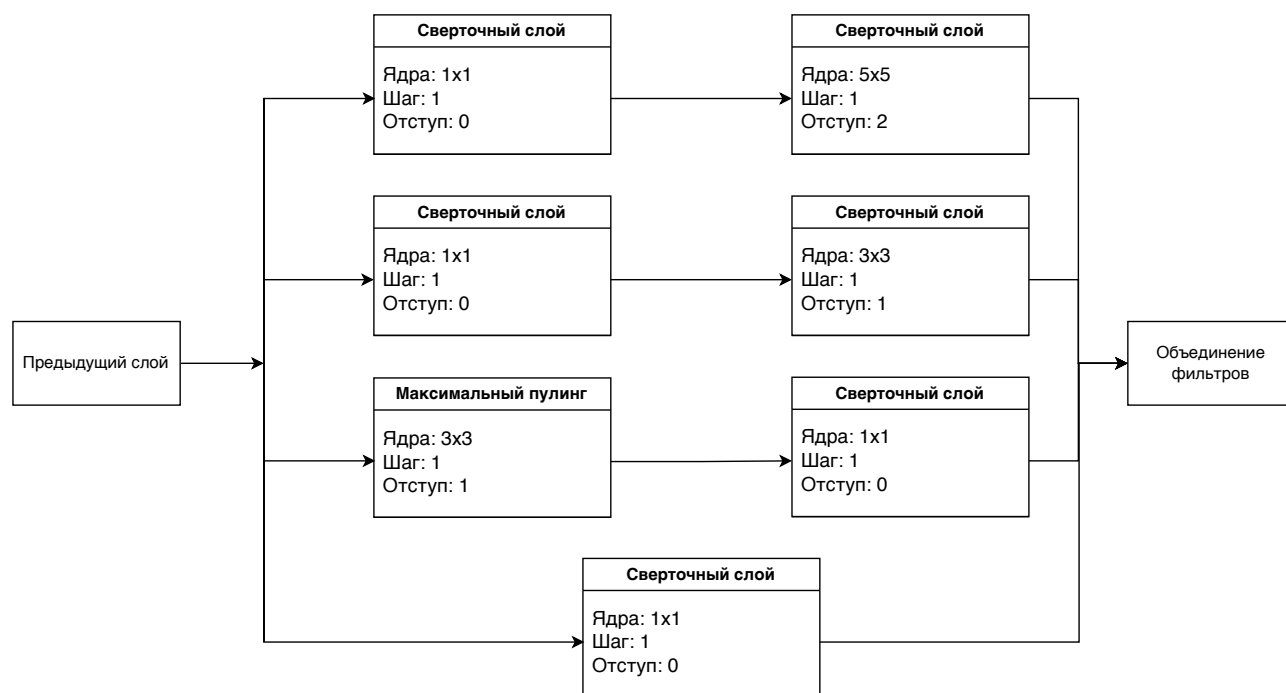 Сверточный слой
Ядра: 1x1
Шаг: 1
Отступ: 0
Сверточный слой
Ядра: 5x5
Шаг: 1
Отступ: 2
Сверточный слой
Ядра: 1x1
Шаг: 1
Отступ: 0
Сверточный слой
Ядра: 3x3
Шаг: 1
Отступ: 1
Предыдущий слой
Объединение
фильтров
Максимальный пулинг
Ядра: 3x3
Шаг: 1
Отступ: 1
Сверточный слой
Ядра: 1x1
Шаг: 1
Отступ: 0
Сверточный слой
Ядра: 1x1
Шаг: 1
Отступ: 0